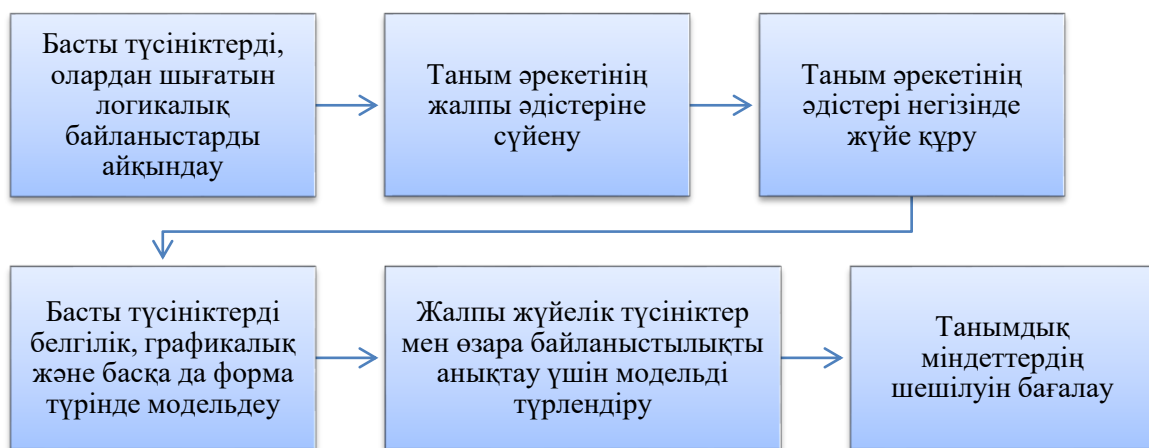 Басты түсініктерді,
олардан шығатын
логикалық
байланыстарды
айқындау
Таным әрекетінің
жалпы әдістеріне
сүйену
Таным әрекетінің
әдістері негізінде
жүйе құру
Басты түсініктерді
белгілік, графикалық
және басқа да форма
түрінде модельдеу
Жалпы жүйелік түсініктер
мен өзара байланыстылықты
анықтау үшін модельді
түрлендіру
Танымдық
міндеттердің
шешілуін бағалау